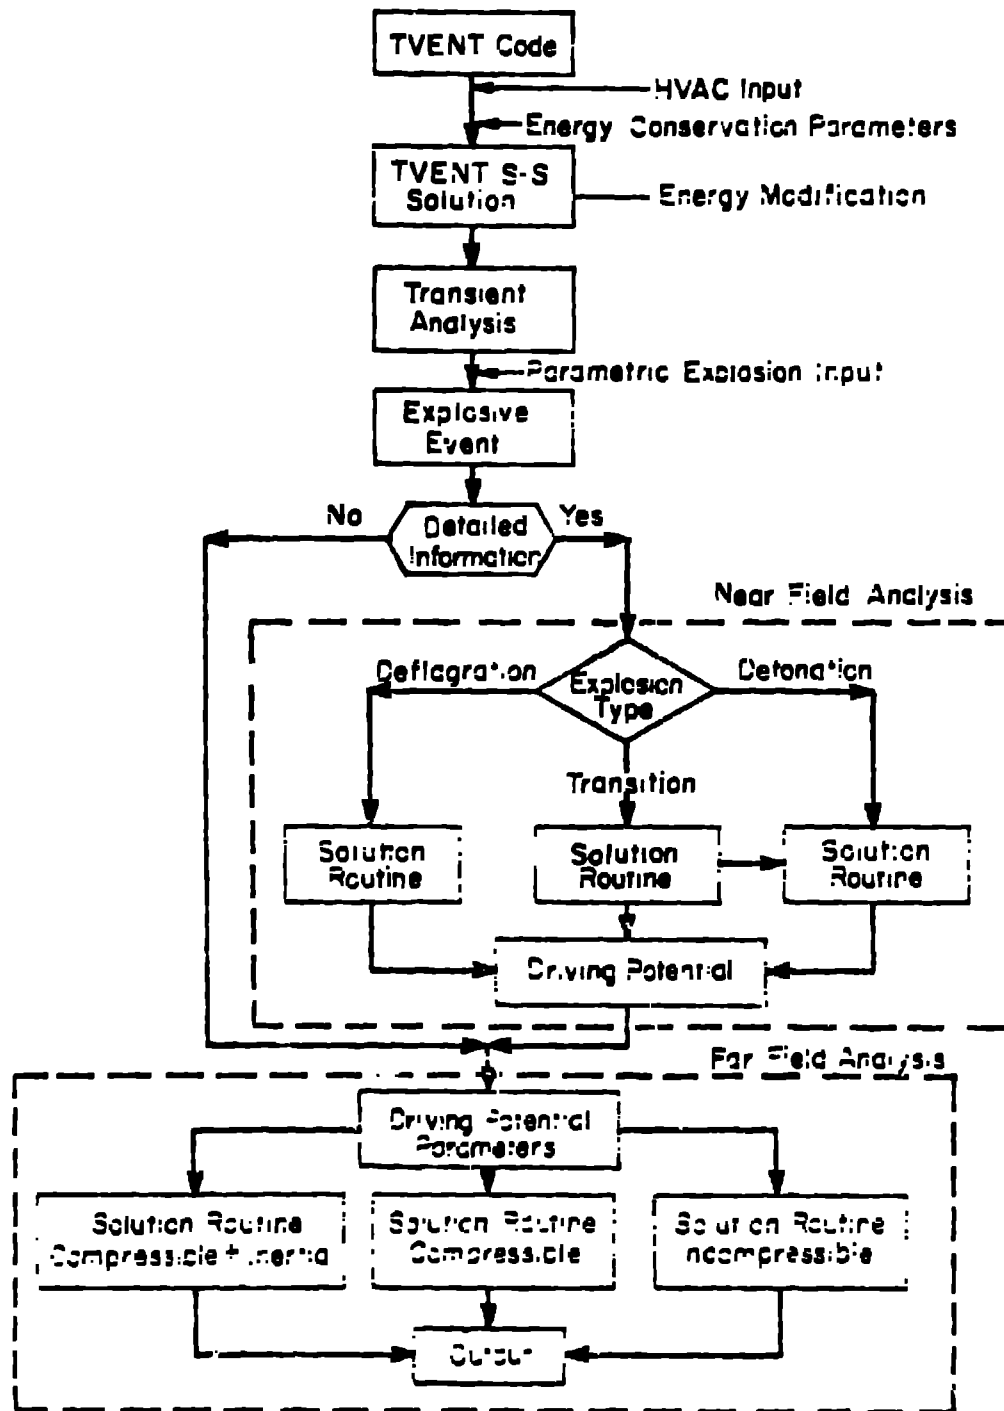 TVENT Code
HVAC Input
Energy Conservation Parameters
TVENT S-S
Solution
Energy Modification
Transient
Analysis
Parametric Explosion Input
Explosive
Event
No
Detailed
Information
Yes
Near Field Analysis
Deflagration
Explosion
Type
Detonation
Transition
Solution
Routine
Solution
Routine
Solution
Routine
Driving Potential
Far Field Analysis
Driving Potential
Parameters
Solution Routine
Compressible + Inertia
Solution Routine
Compressible
Solution Routine
Incompressible
Output